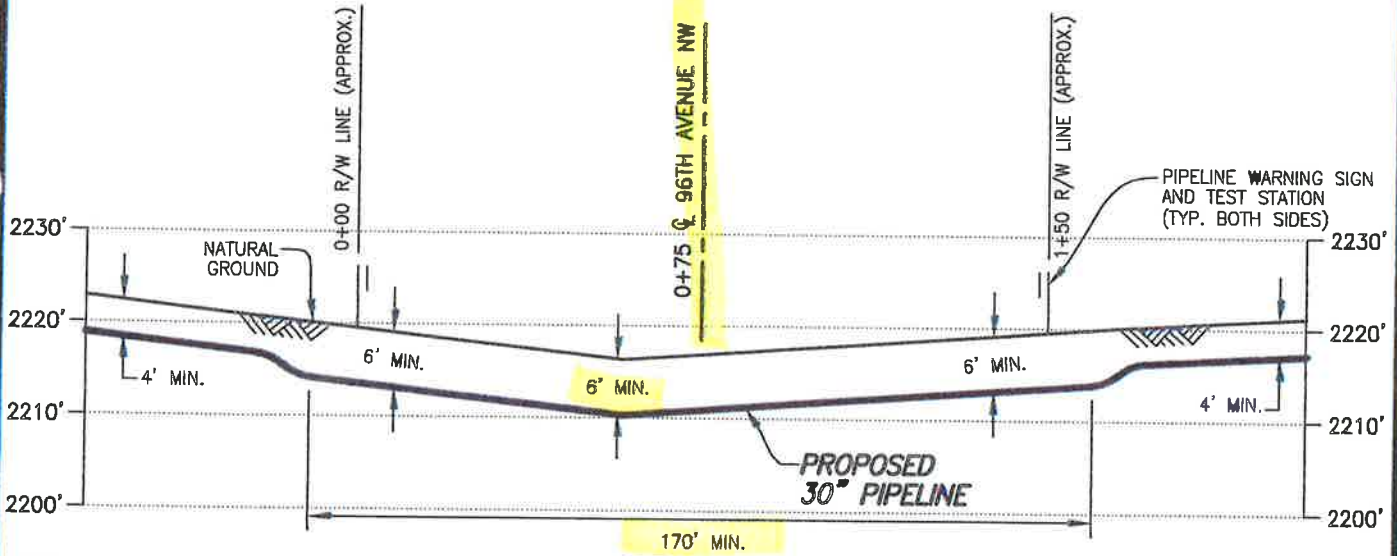 0+00 R/W LINE (APPROX.)
0+75 ℄ 96TH AVENUE NW
1+50 R/W LINE (APPROX.)
PIPELINE WARNING SIGN
AND TEST STATION
(TYP. BOTH SIDES)
2230'
NATURAL
GROUND
2230'
2220'
2220'
6' MIN.
6' MIN.
4' MIN.
6' MIN.
4' MIN.
2210'
2210'
PROPOSED
30" PIPELINE
2200'
2200'
170' MIN.